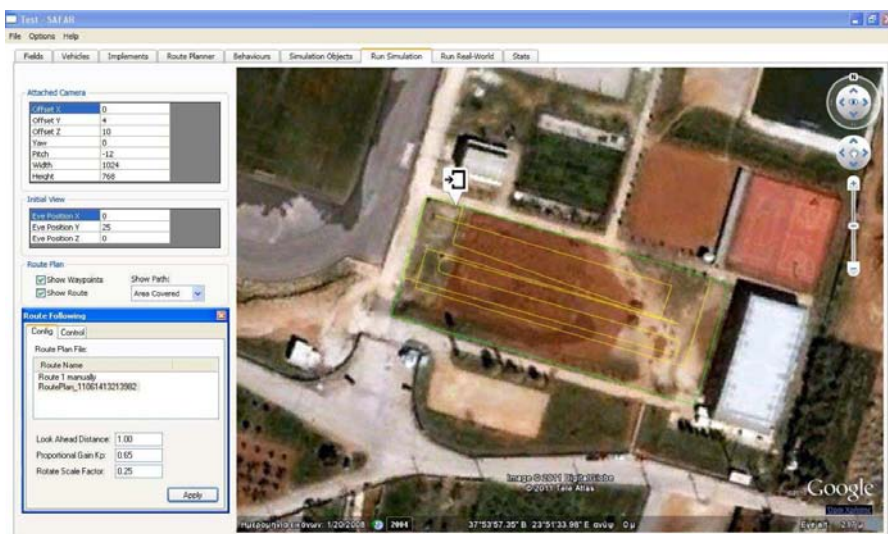 Test - SAFAR
File Options Help
Fields Vehicles Implements Route Planner Behaviours Simulation Objects Run Simulation Run Real-World Stats
Attached Camera
Offset X 0
Offset Y 4
Offset Z 10
Yaw 0
Pitch -12
Width 1024
Height 768
Initial View
Eye Position X 0
Eye Position Y 25
Eye Position Z 0
Route Plan
Show Waypoints Show Path:
Show Route Area Covered
Route Following
Config Control
Route Plan File:
Route Name
Route 1 manually
RoutePlan_11061413213982
Look Ahead Distance: 1.00
Proportional Gain Kp: 0.65
Rotate Scale Factor: 0.25
Apply
N
Image © 2011 DigitalGlobe
© 2011 Tele Atlas
Google
Ημερομηνία εικόνων: 1/20/2008 2004 37°53'57.35" Β 23°51'33.98" Ε ανύψ 0 μ